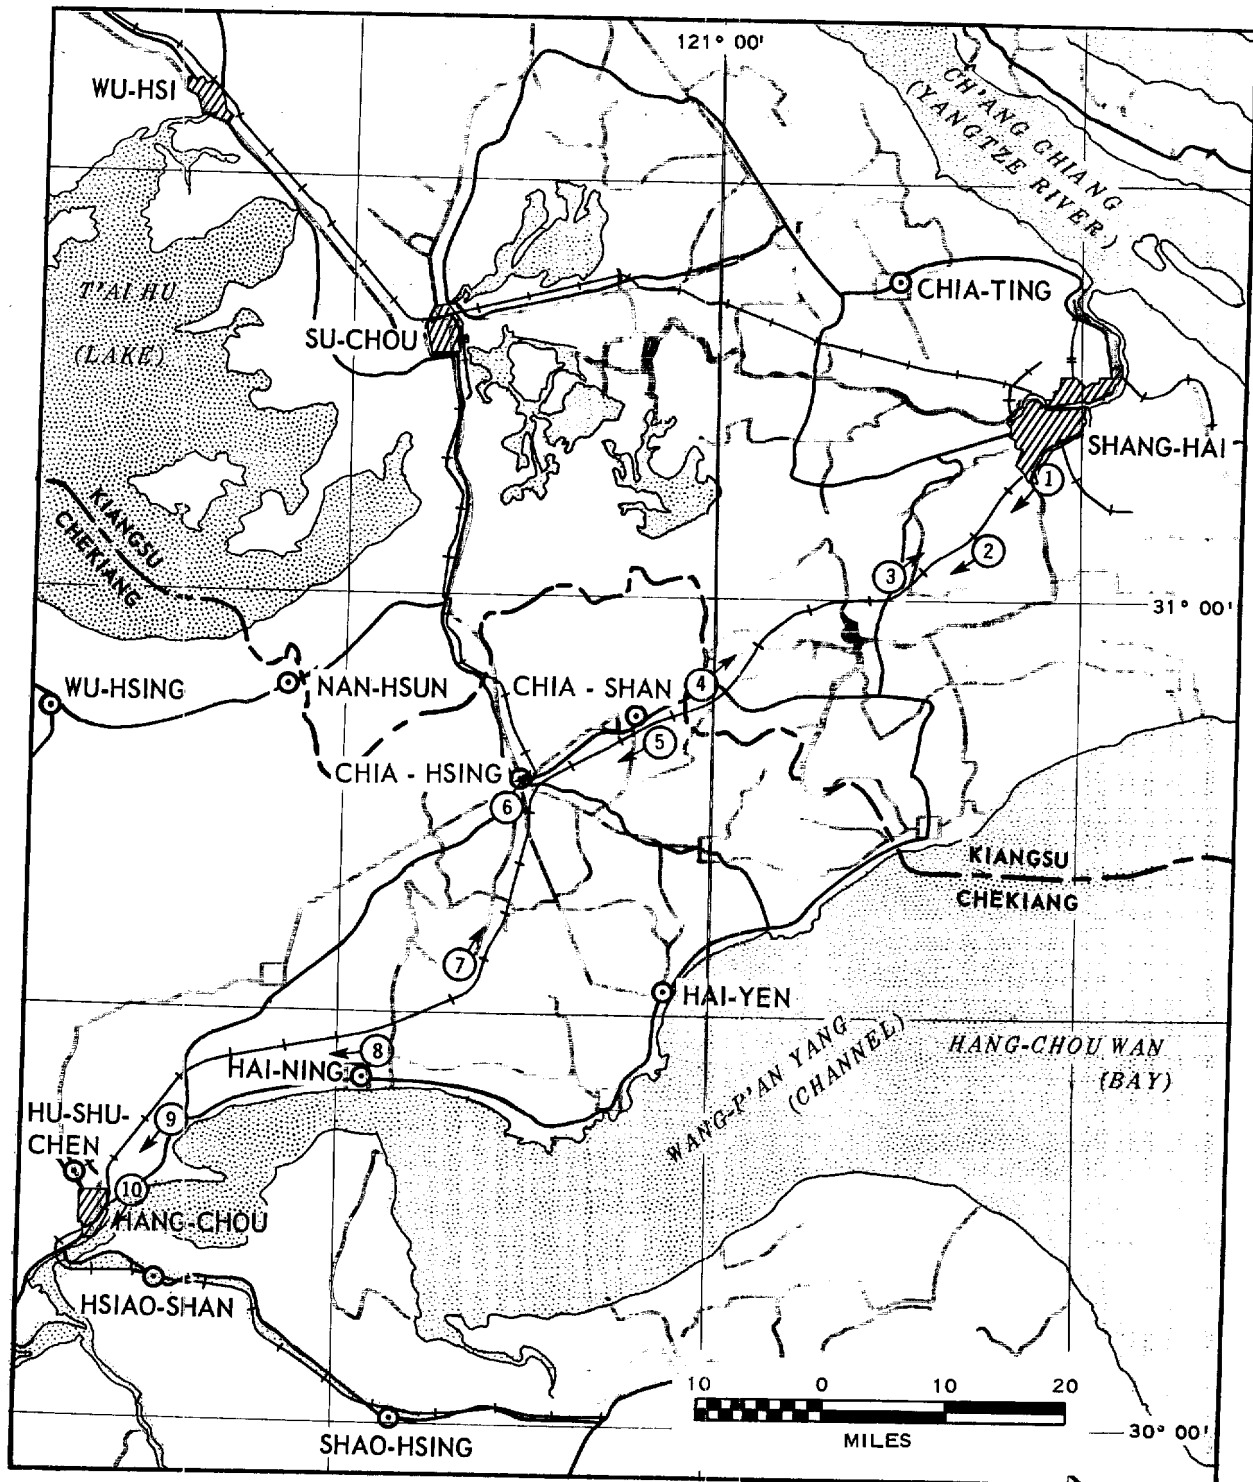 121° 00'
WU-HSI
CH'ANG CHIANG
(YANGTZE RIVER)
T'AI HU
(LAKE)
CHIA-TING
SU-CHOU
SHANG-HAI
1
KIANGSU
CHEKIANG
2
3
31° 00'
WU-HSING
NAN-HSUN
CHIA - SHAN
4
5
CHIA - HSING
6
KIANGSU
CHEKIANG
7
HAI-YEN
WANG-P'AN YANG
(CHANNEL)
HANG-CHOU WAN
(BAY)
8
HAI-NING
HU-SHU-
CHEN
9
10
HANG-CHOU
HSIAO-SHAN
SHAO-HSING
10 0 10 20
MILES
30° 00'